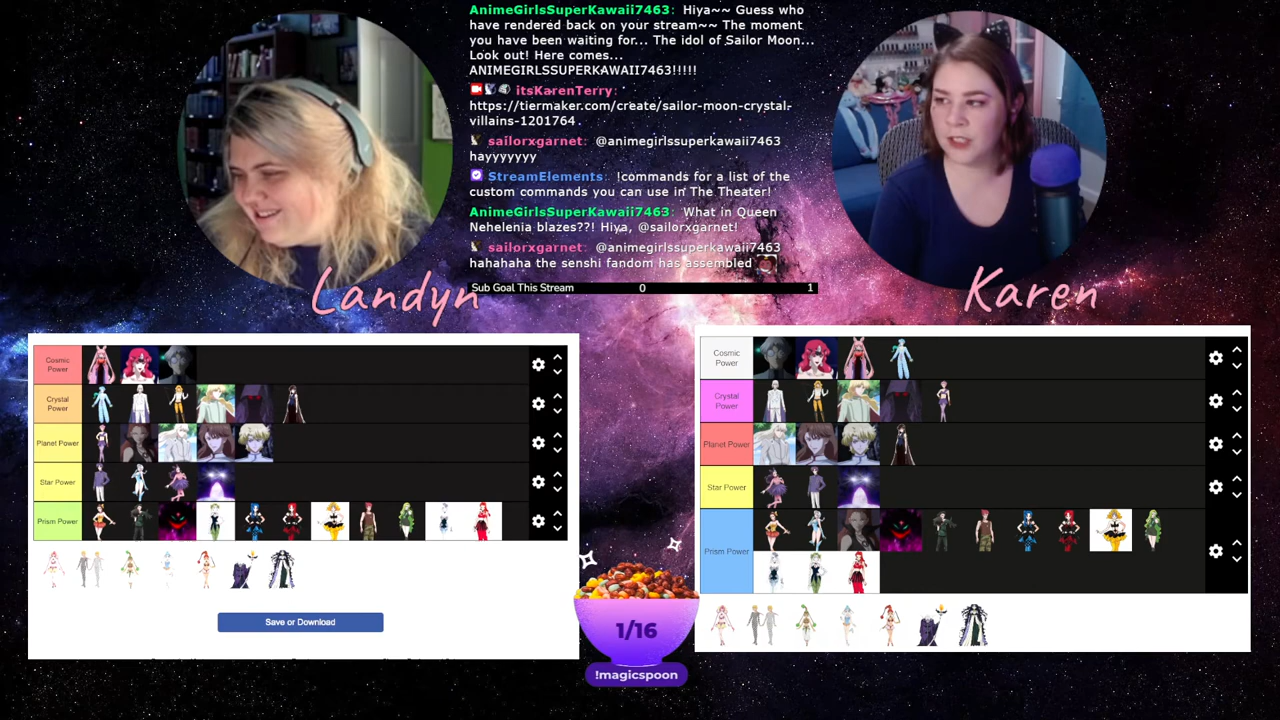 AnimeGirlsSuperKawaii7463: Hiya~~ Guess who
have rendered back on your stream~~ The moment
you have been waiting for... The idol of Sailor Moon...
Look out! Here comes...
ANIMEGIRLSSUPERKAWAII7463!!!!!
itsKarenTerry:
https://tiermaker.com/create/sailor-moon-crystal-
villains-1201764
sailorxgarnet: @animegirlssuperkawaii7463
hayyyyyyy
StreamElements: !commands for a list of the
custom commands you can use in The Theater!
AnimeGirlsSuperKawaii7463: What in Queen
Nehelenia blazes??! Hiya, @sailorxgarnet!
sailorxgarnet: @animegirlssuperkawaii7463
hahahaha the senshi fandom has assembled
Sub Goal This Stream 0 1
Landyn
Karen
Cosmic
Power
Crystal
Power
Planet Power
Star Power
Prism Power
Save or Download
Cosmic
Power
Crystal
Power
Planet Power
Star Power
Prism Power
1/16
!magicspoon